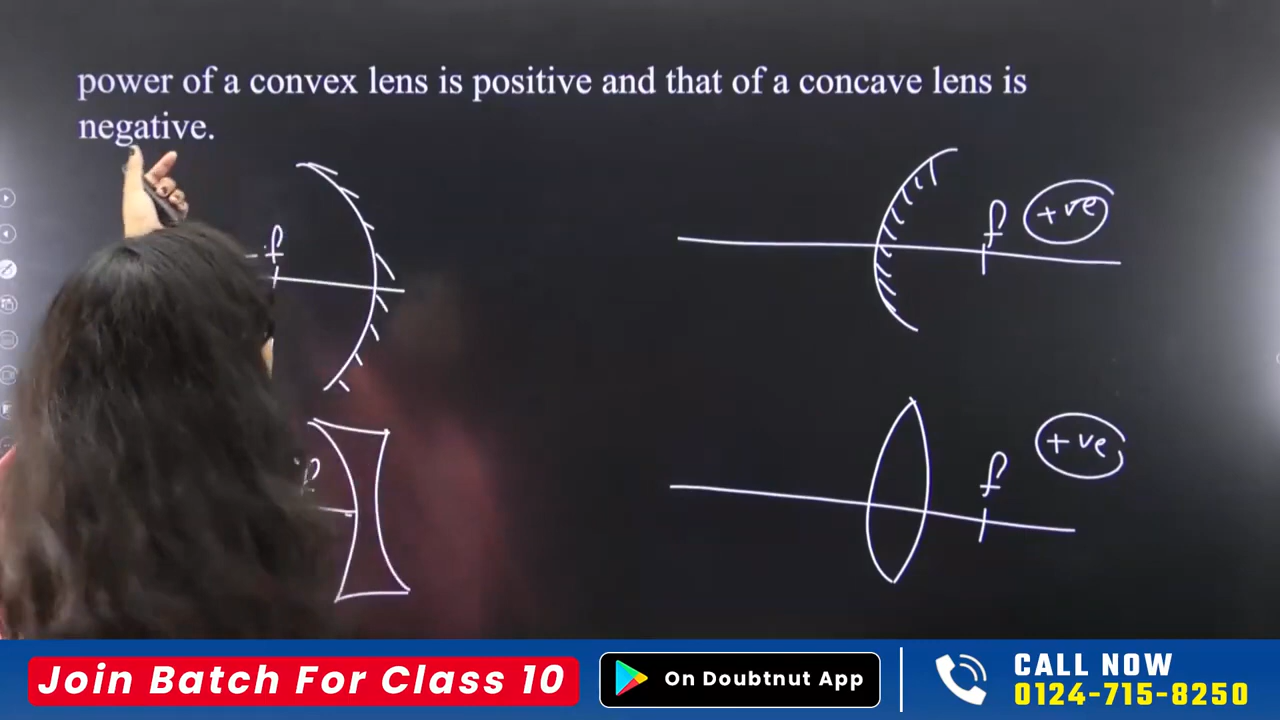 power of a convex lens is positive and that of a concave lens is
negative.
f
f +ve
f
f +ve
Join Batch For Class 10
On Doubtnut App
CALL NOW
0124-715-8250